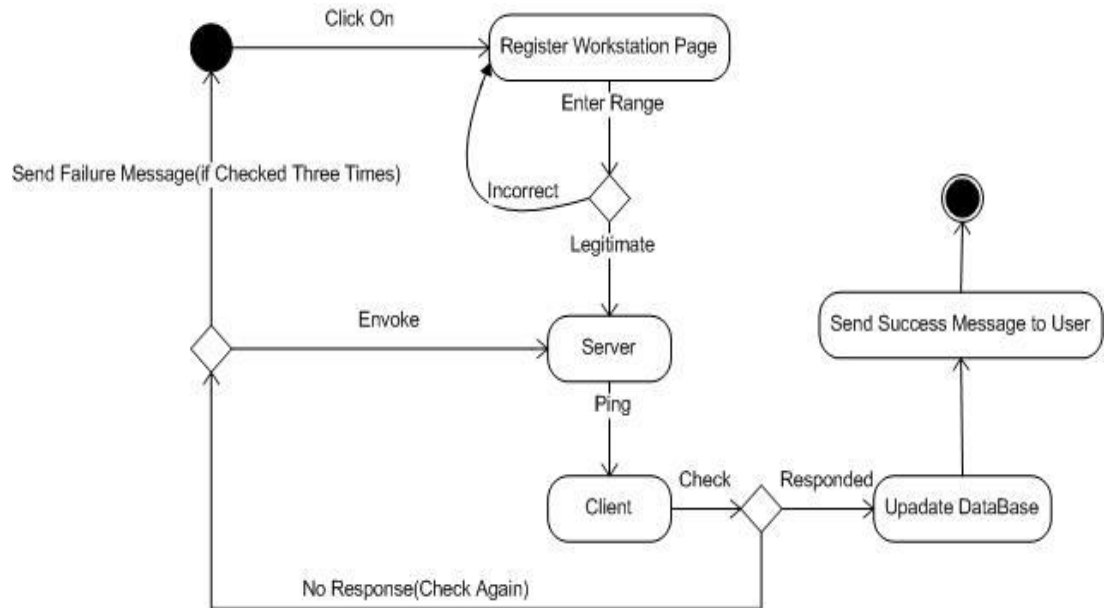 Click On
Register Workstation Page
Enter Range
Send Failure Message(if Checked Three Times)
Incorrect
Legitimate
Envoke
Server
Send Success Message to User
Ping
Check
Responded
Client
Upadate DataBase
No Response(Check Again)